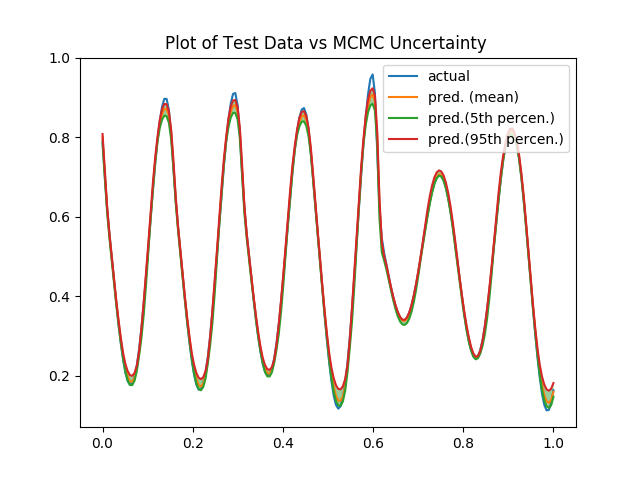 Plot of Test Data vs MCMC Uncertainty
1.0
0.8
0.6
0.4
0.2
actual
pred. (mean)
pred.(5th percen.)
pred.(95th percen.)
0.0 0.2 0.4 0.6 0.8 1.0